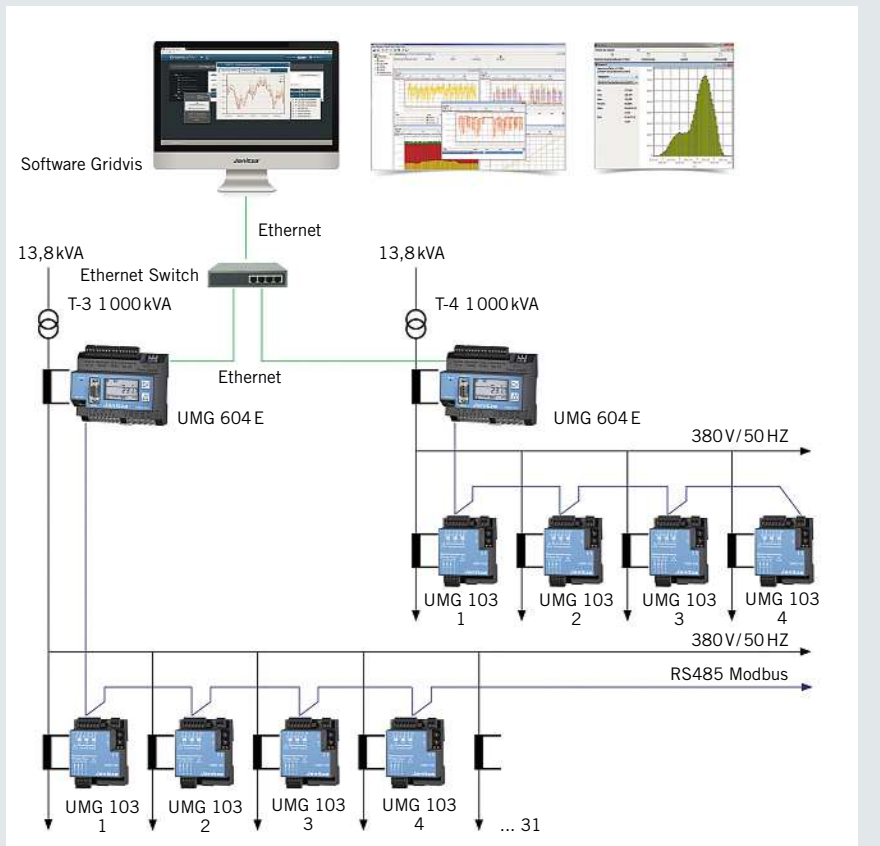 Janitza
Software Gridvis
Ethernet
13,8 kVA
Ethernet Switch
13,8 kVA
T-3 1 000 kVA
T-4 1 000 kVA
Ethernet
UMG 604 E
UMG 604 E
380 V / 50 HZ
UMG 103
1
UMG 103
2
UMG 103
3
UMG 103
4
380 V / 50 HZ
RS485 Modbus
UMG 103
1
UMG 103
2
UMG 103
3
UMG 103
4
... 31